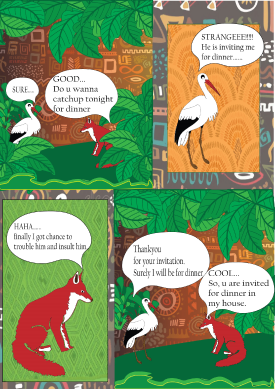 SURE....
GOOD...
Do u wanna
catchup tonight
for dinner
STRANGEEE!!!!
He is inviting me
for dinner......
HAHA.....
finally I got chance to
trouble him and insult him
Thankyou
for your invitation.
Surely I will be for dinner
COOL....
So, u are invited
for dinner in
my house.